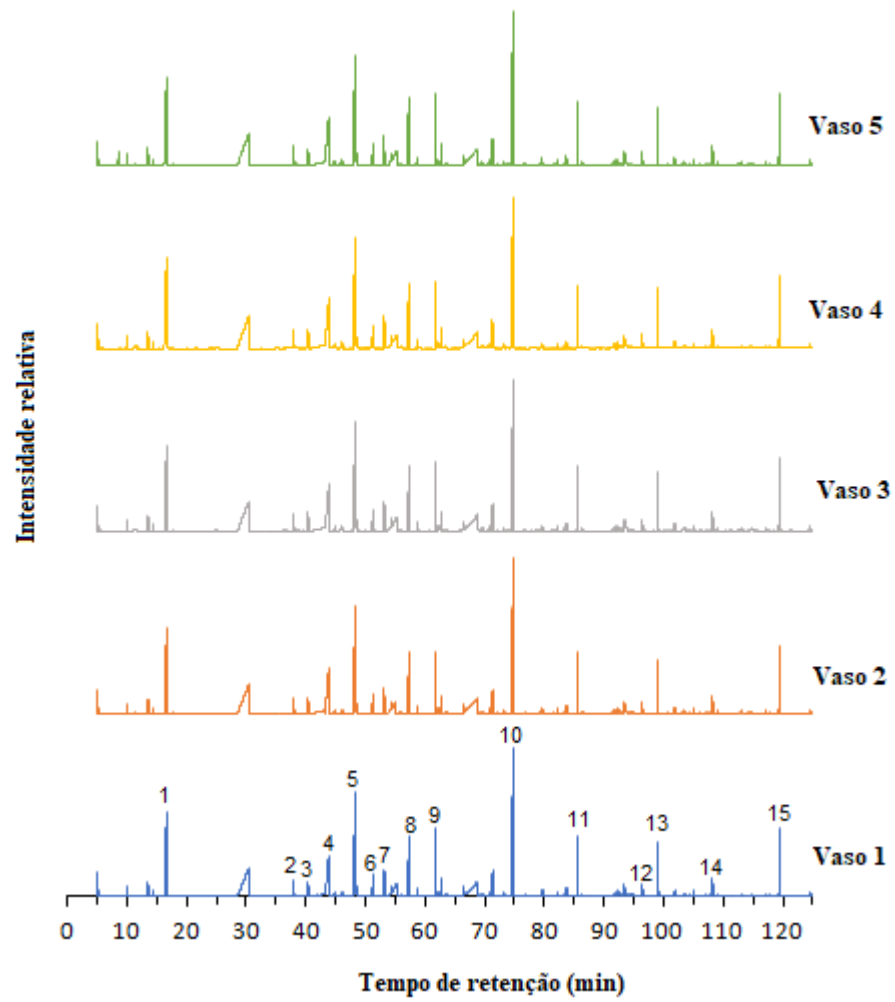 Vaso 5
Vaso 4
Intensidade relativa
Vaso 3
Vaso 2
10
1
5
9
8
11
13
15
4
7
6
2
3
12
14
Vaso 1
0 10 20 30 40 50 60 70 80 90 100 110 120
Tempo de retenção (min)